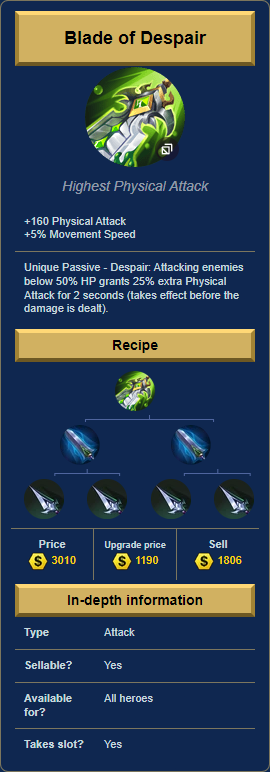 Blade of Despair
Highest Physical Attack
+160 Physical Attack
+5% Movement Speed
Unique Passive - Despair: Attacking enemies
below 50% HP grants 25% extra Physical
Attack for 2 seconds (takes effect before the
damage is dealt).
Recipe
Price Upgrade price Sell
$ 3010 $ 1190 $ 1806
In-depth information
Type Attack
Sellable? Yes
Available All heroes
for?
Takes slot? Yes